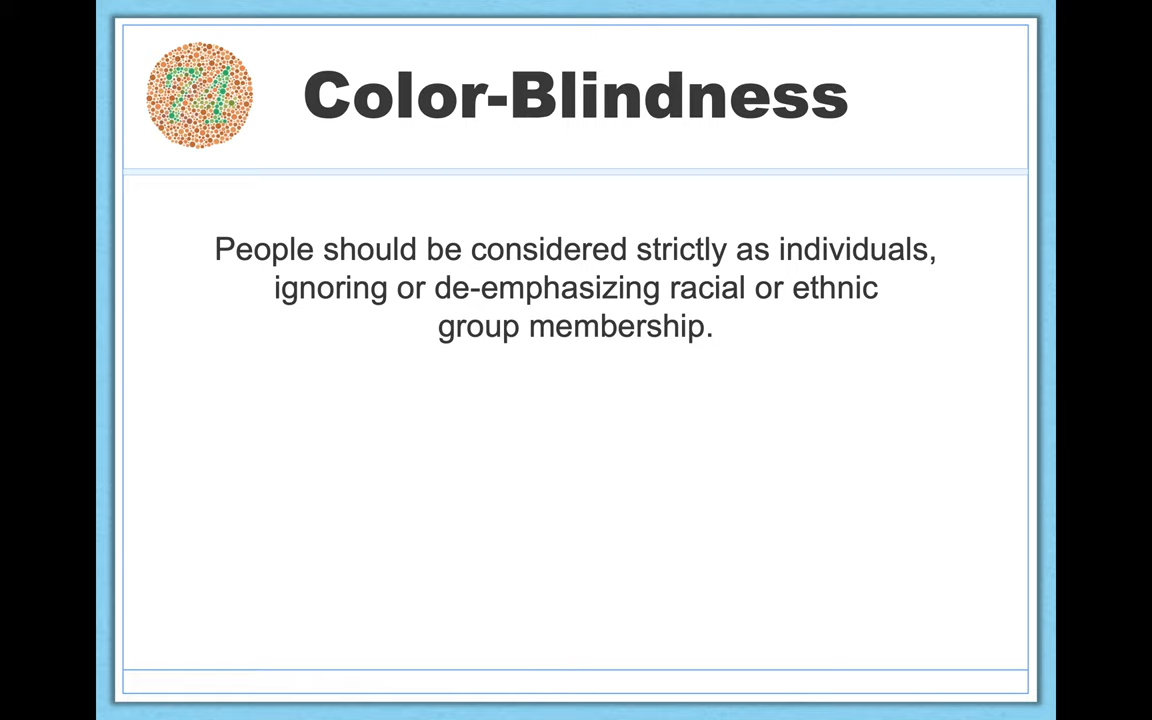 74
Color-Blindness
People should be considered strictly as individuals,
ignoring or de-emphasizing racial or ethnic
group membership.